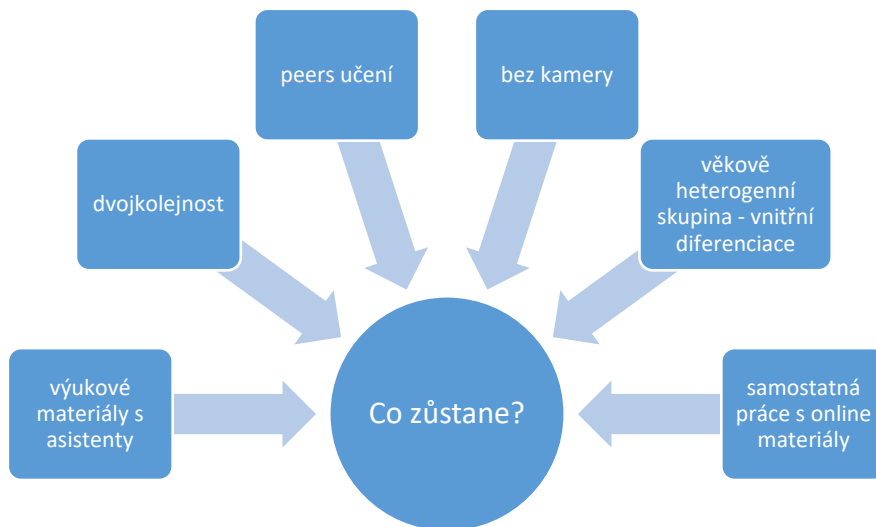 peers učení
bez kamery
dvojkolejnost
věkově
heterogenní
skupina - vnitřní
diferenciace
výukové
materiály s
asistenty
Co zůstane?
samostatná
práce s online
materiály